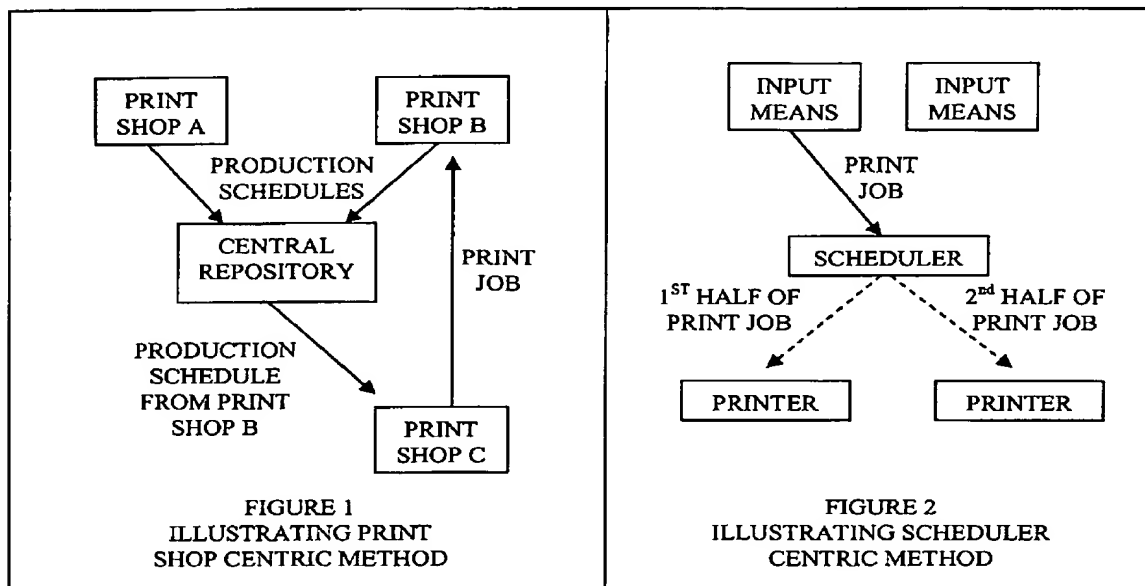 PRINT
SHOP A
PRINT
SHOP B
PRODUCTION
SCHEDULES
CENTRAL
REPOSITORY
PRINT
JOB
PRODUCTION
SCHEDULE
FROM PRINT
SHOP B
PRINT
SHOP C
FIGURE 1
ILLUSTRATING PRINT
SHOP CENTRIC METHOD
INPUT
MEANS
INPUT
MEANS
PRINT
JOB
SCHEDULER
1ST HALF OF
PRINT JOB
2nd HALF OF
PRINT JOB
PRINTER
PRINTER
FIGURE 2
ILLUSTRATING SCHEDULER
CENTRIC METHOD